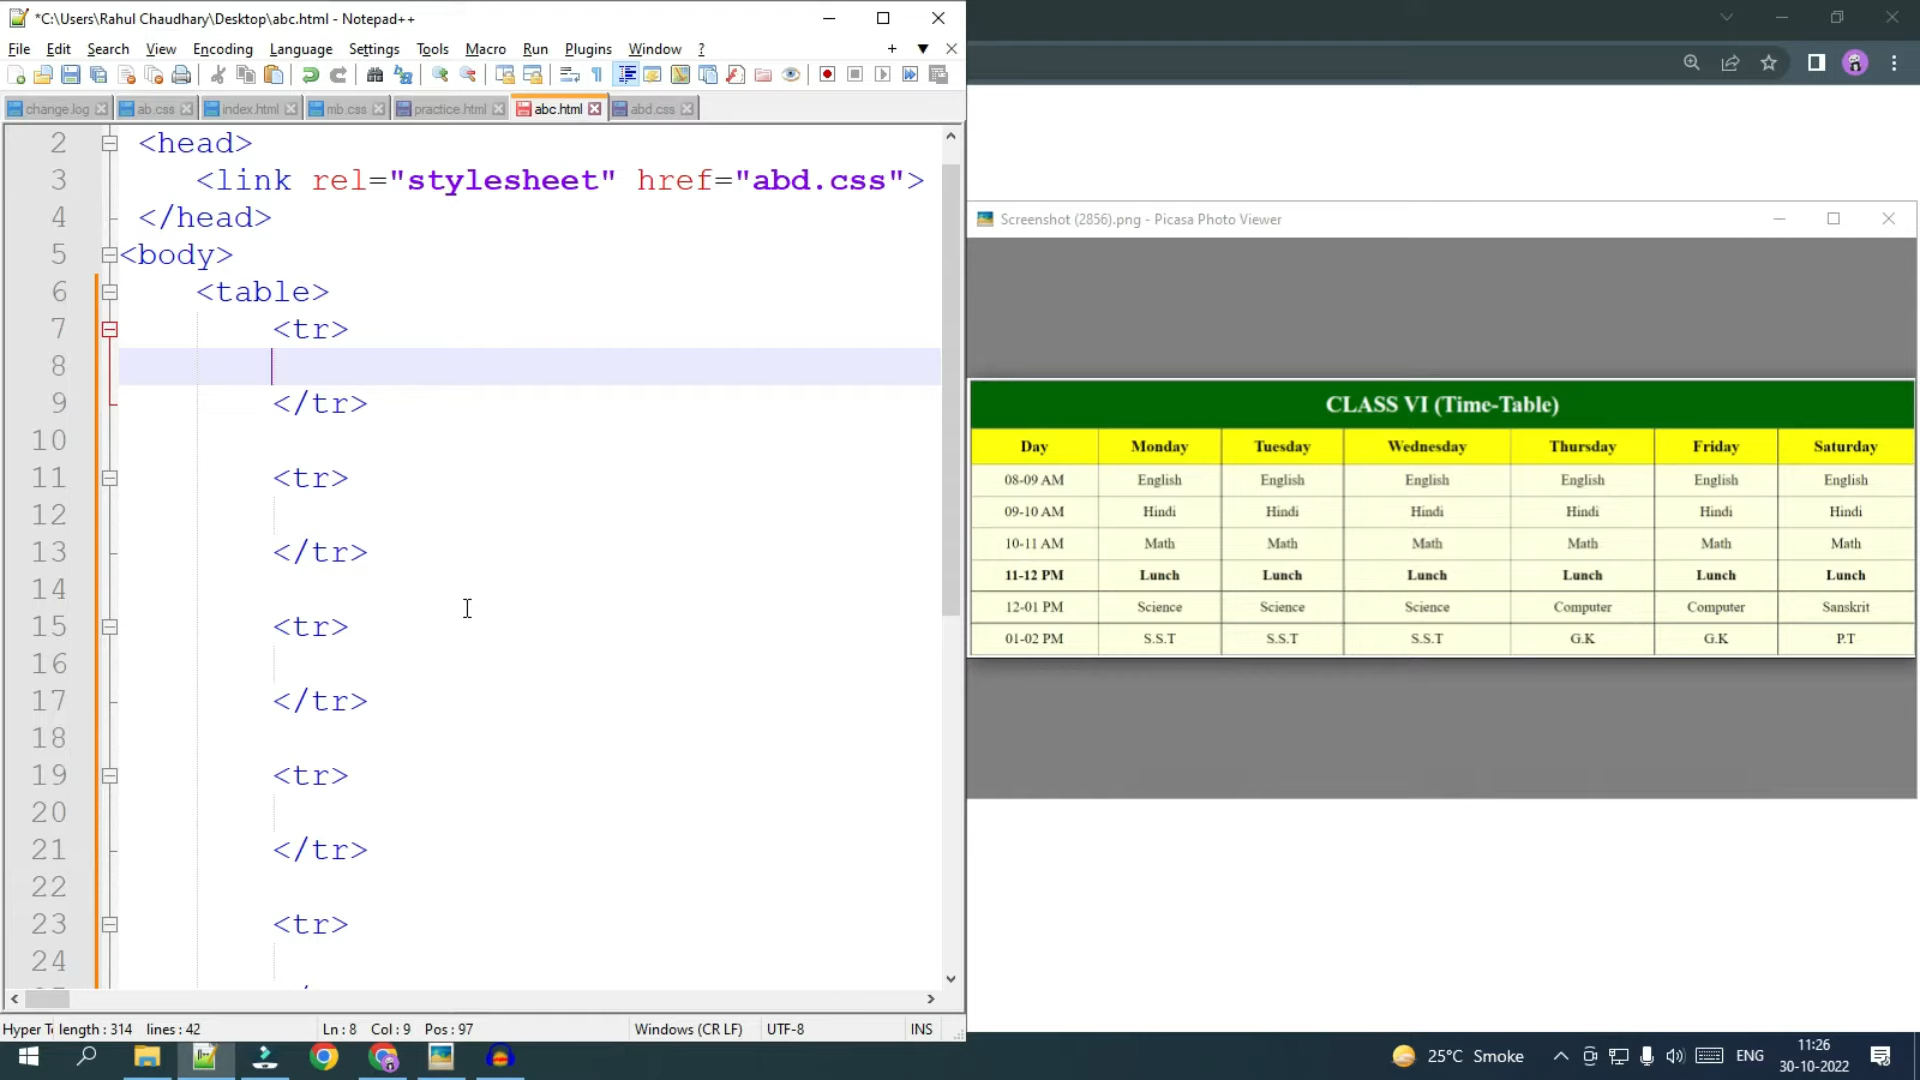 *C:\Users\Rahul Chaudhary\Desktop\abc.html - Notepad++
File Edit Search View Encoding Language Settings Tools Macro Run Plugins Window ?
change.log ab.css index.html mb.css practice.html abc.html abd.css
2 <head>
3 <link rel="stylesheet" href="abd.css">
4 </head>
5 <body>
6 <table>
7 <tr>
8
9 </tr>
10
11 <tr>
12
13 </tr>
14
15 <tr>
16
17 </tr>
18
19 <tr>
20
21 </tr>
22
23 <tr>
24
Hyper T length : 314 lines : 42 Ln : 8 Col : 9 Pos : 97 Windows (CR LF) UTF-8 INS
Screenshot (2856).png - Picasa Photo Viewer
CLASS VI (Time-Table)
Day Monday Tuesday Wednesday Thursday Friday Saturday
08-09 AM English English English English English English
09-10 AM Hindi Hindi Hindi Hindi Hindi Hindi
10-11 AM Math Math Math Math Math Math
11-12 PM Lunch Lunch Lunch Lunch Lunch Lunch
12-01 PM Science Science Science Computer Computer Sanskrit
01-02 PM S.S.T S.S.T S.S.T G.K G.K P.T
25°C Smoke ENG 11:26
30-10-2022